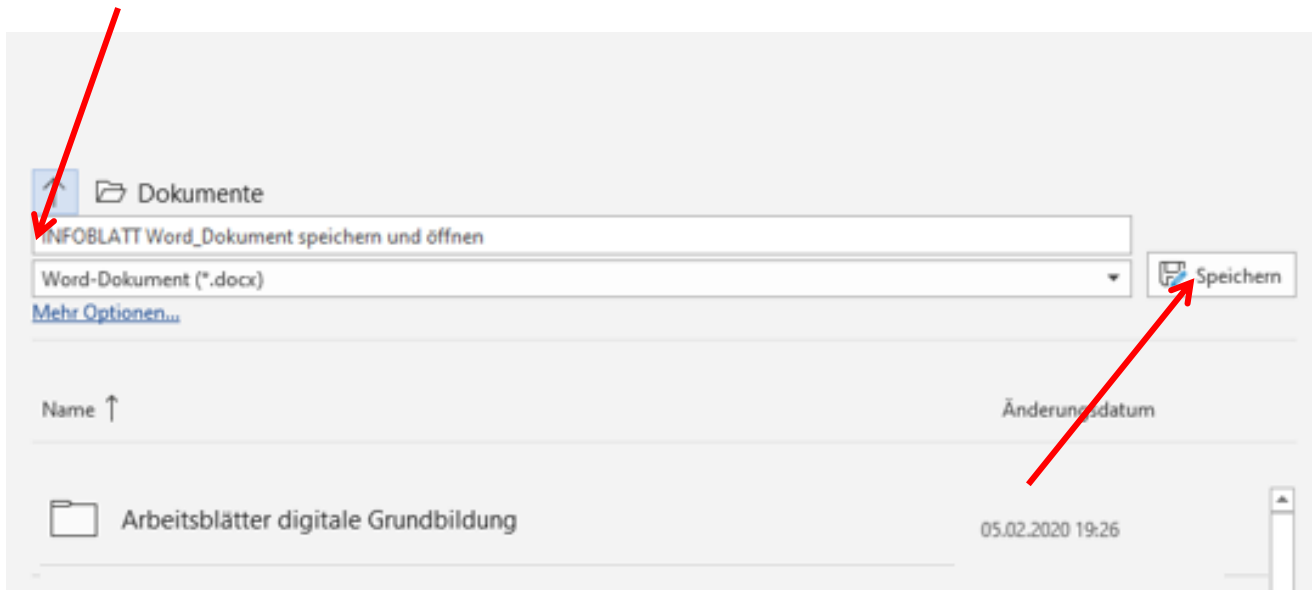 Dokumente
INFOBLATT Word_Dokument speichern und öffnen
Word-Dokument (*.docx)
Speichern
Mehr Optionen...
Name ↑
Änderungsdatum
Arbeitsblätter digitale Grundbildung
05.02.2020 19:26